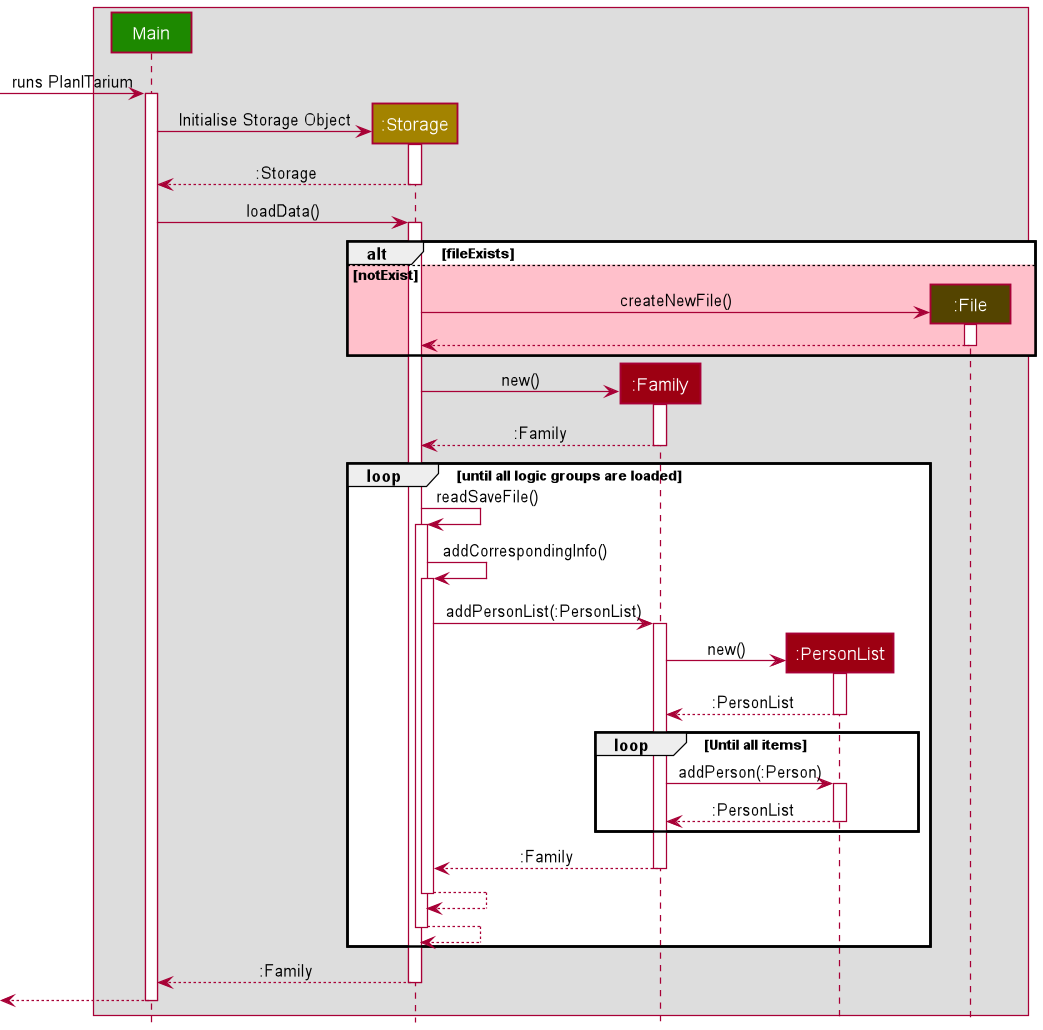 Main
runs PlanITarium
Initialise Storage Object
:Storage
:Storage
loadData()
alt
[fileExists]
[notExist]
createNewFile()
:File
new()
:Family
:Family
loop
[until all logic groups are loaded]
readSaveFile()
addCorrespondingInfo()
addPersonList(:PersonList)
new()
:PersonList
:PersonList
loop
[Until all items]
addPerson(:Person)
:PersonList
:Family
:Family